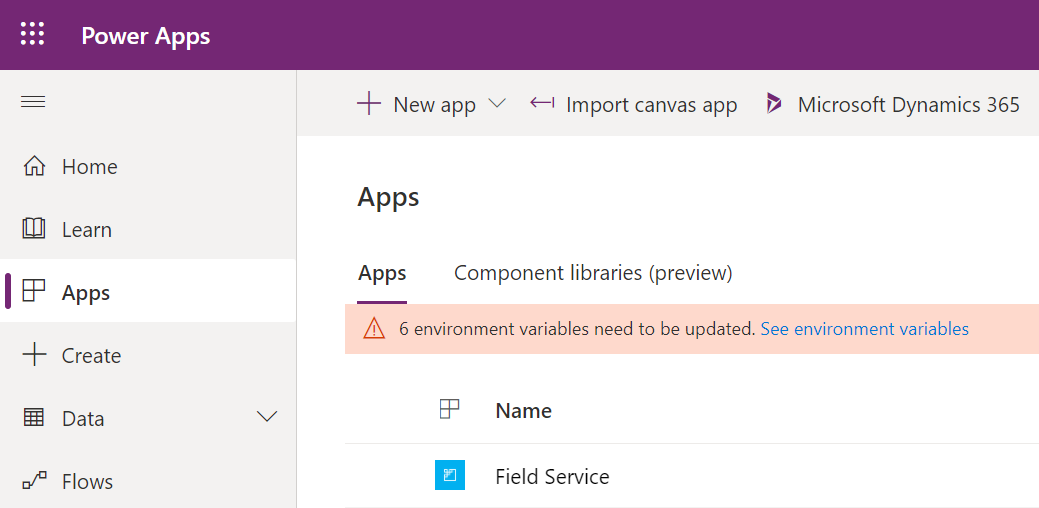 Power Apps
New app
Import canvas app
Microsoft Dynamics 365
Home
Learn
Apps
Create
Data
Flows
Apps
Apps
Component libraries (preview)
6 environment variables need to be updated. See environment variables
Name
Field Service